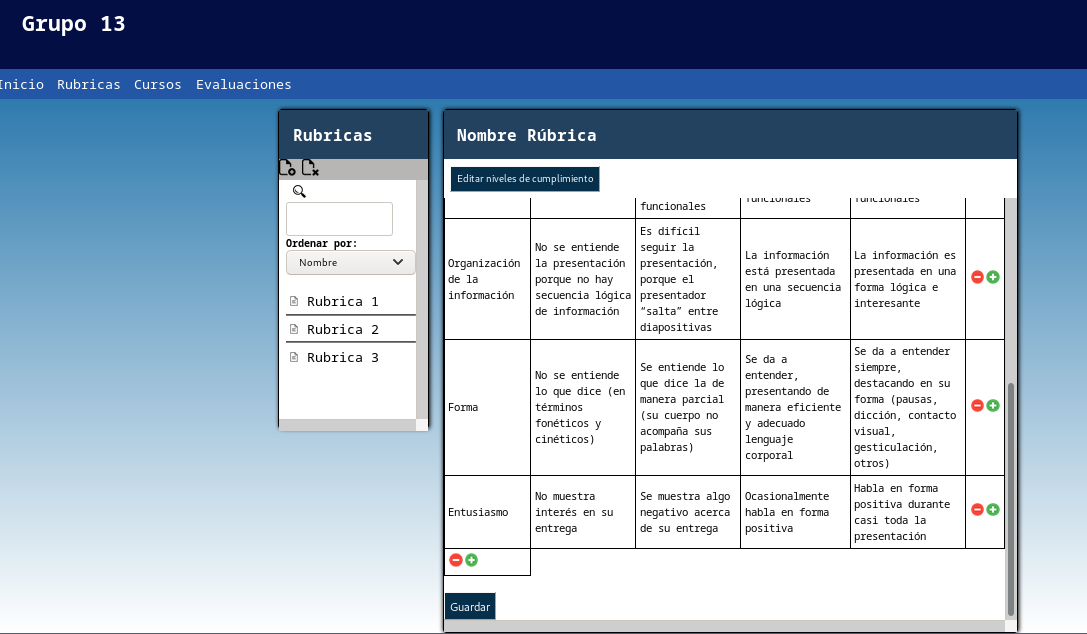 Grupo 13
Inicio Rubricas Cursos Evaluaciones
Rubricas
Ordenar por:
Nombre
Rubrica 1
Rubrica 2
Rubrica 3
Nombre Rúbrica
Editar niveles de cumplimiento
funcionales
funcionales
funcionales
Organización
de la
información
No se entiende
la presentación
porque no hay
secuencia lógica
de información
Es difícil
seguir la
presentación,
porque el
presentador
“salta” entre
diapositivas
La información
está presentada
en una secuencia
lógica
La información es
presentada en una
forma lógica e
interesante
Forma
No se entiende
lo que dice (en
términos
fonéticos y
cinéticos)
Se entiende lo
que dice la de
manera parcial
(su cuerpo no
acompaña sus
palabras)
Se da a
entender,
presentando de
manera eficiente
y adecuado
lenguaje
corporal
Se da a entender
siempre,
destacando en su
forma (pausas,
dicción, contacto
visual,
gesticulación,
otros)
Entusiasmo
No muestra
interés en su
entrega
Se muestra algo
negativo acerca
de su entrega
Ocasionalmente
habla en forma
positiva
Habla en forma
positiva durante
casi toda la
presentación
Guardar